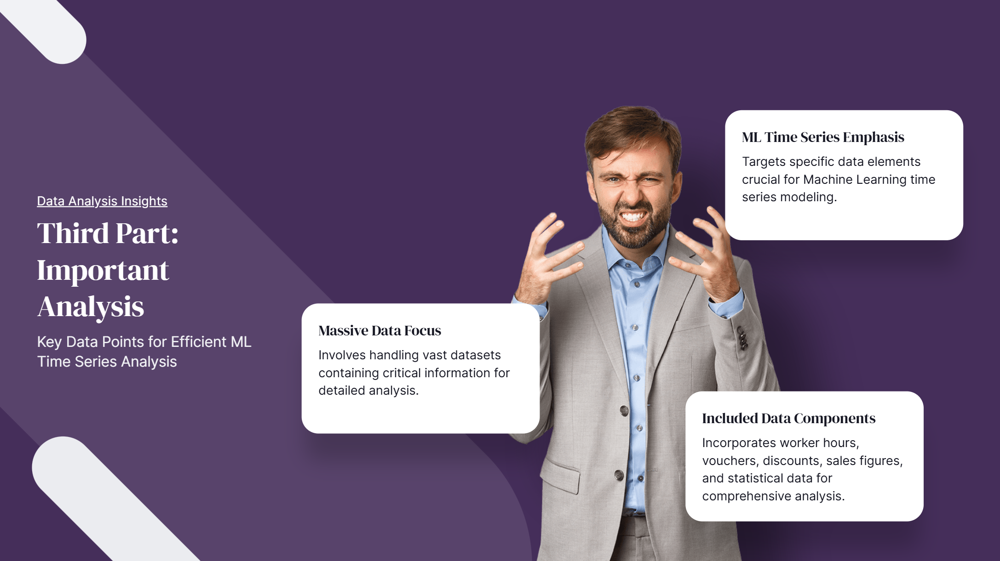 Data Analysis Insights
Third Part:
Important
Analysis
Key Data Points for Efficient ML
Time Series Analysis
Massive Data Focus
Involves handling vast datasets
containing critical information for
detailed analysis.
ML Time Series Emphasis
Targets specific data elements
crucial for Machine Learning time
series modeling.
Included Data Components
Incorporates worker hours,
vouchers, discounts, sales figures,
and statistical data for
comprehensive analysis.